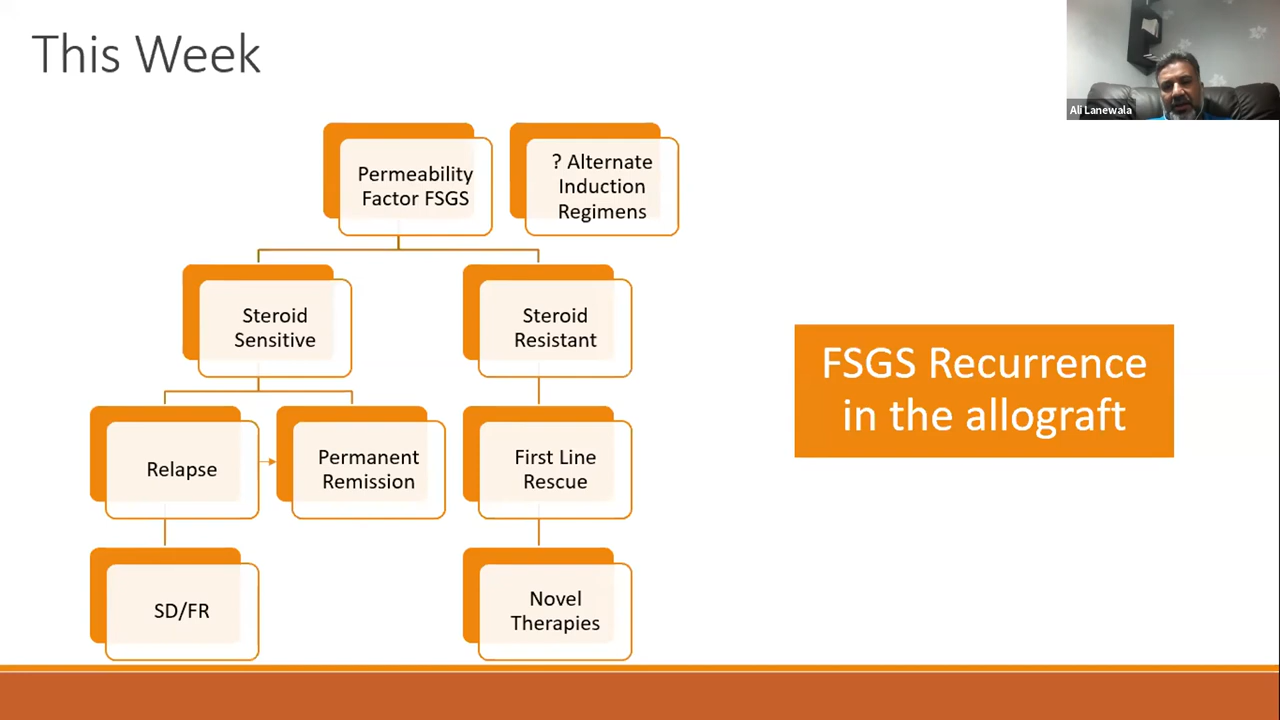 This Week
Ali Lanewala
Permeability
Factor FSGS
? Alternate
Induction
Regimens
Steroid
Sensitive
Steroid
Resistant
FSGS Recurrence
in the allograft
Relapse
Permanent
Remission
First Line
Rescue
SD/FR
Novel
Therapies